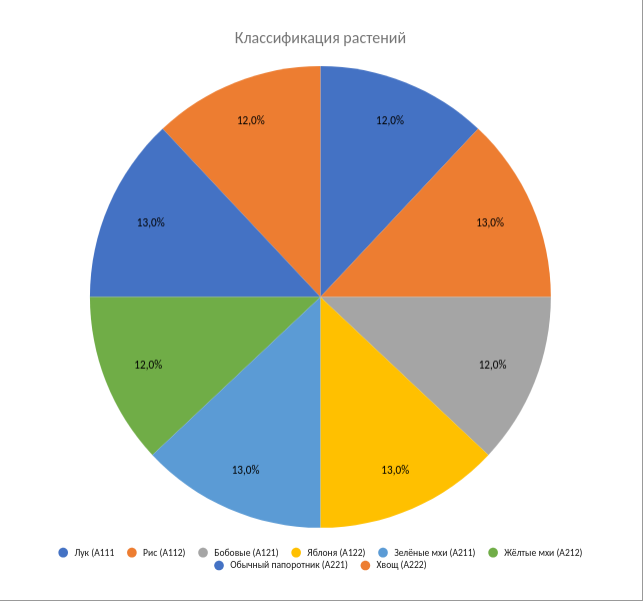 Классификация растений
12,0%
12,0%
13,0%
13,0%
12,0%
12,0%
13,0%
13,0%
Лук (A111
Рис (A112)
Бобовые (A121)
Яблоня (A122)
Зелёные мхи (A211)
Жёлтые мхи (A212)
Обычный папоротник (A221)
Хвощ (A222)